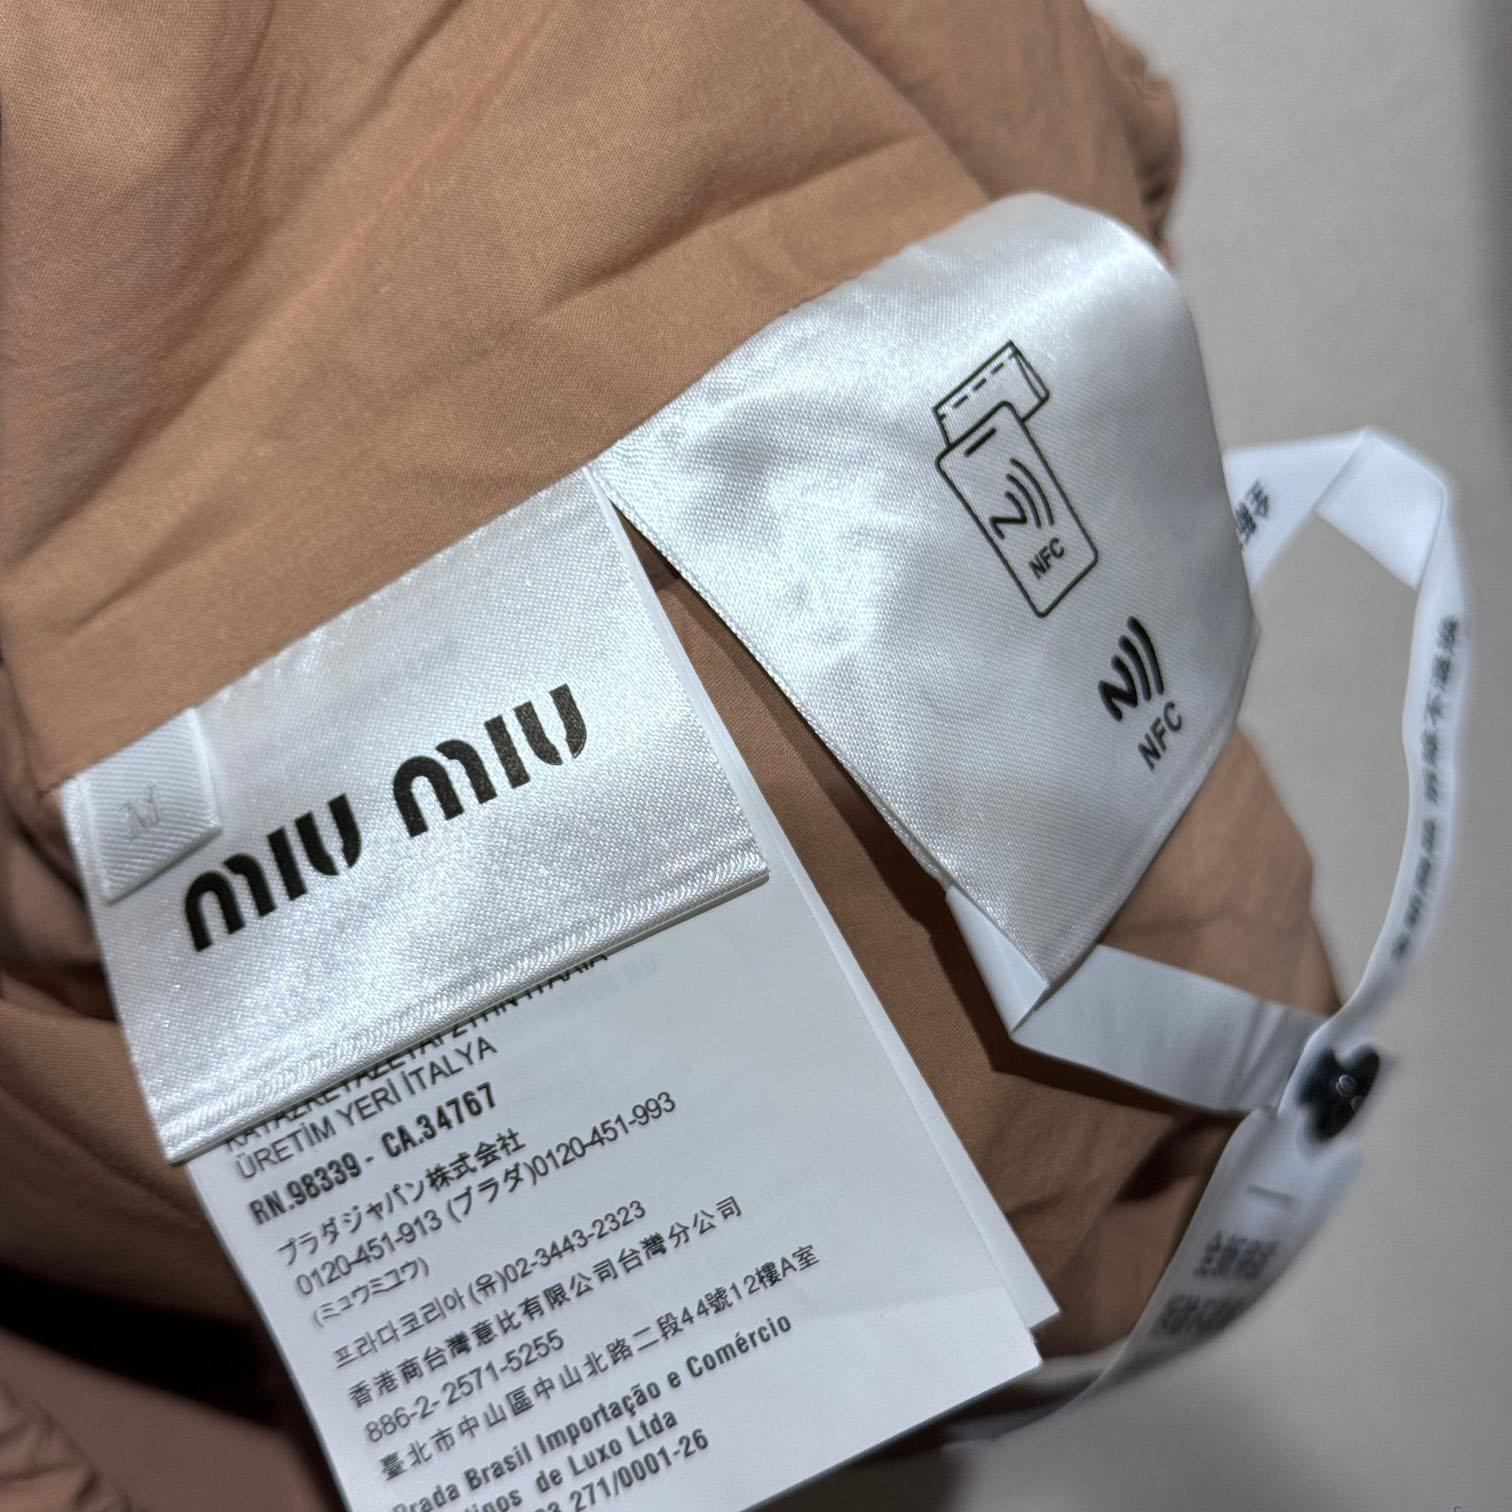 NFC
NFC
M
MIU MIU
ÜRETİM YERİ İTALYA
RN.98339 - CA.34767
プラダジャパン株式会社
0120-451-913 (プラダ)0120-451-993
(ミュウミュウ)
프라다코리아(유)02-3443-2323
香港商台灣意比有限公司台灣分公司
886-2-2571-5255
臺北市中山區中山北路二段44號12樓A室
Prada Brasil Importação e Comércio
de Luxo Ltda
271/0001-26